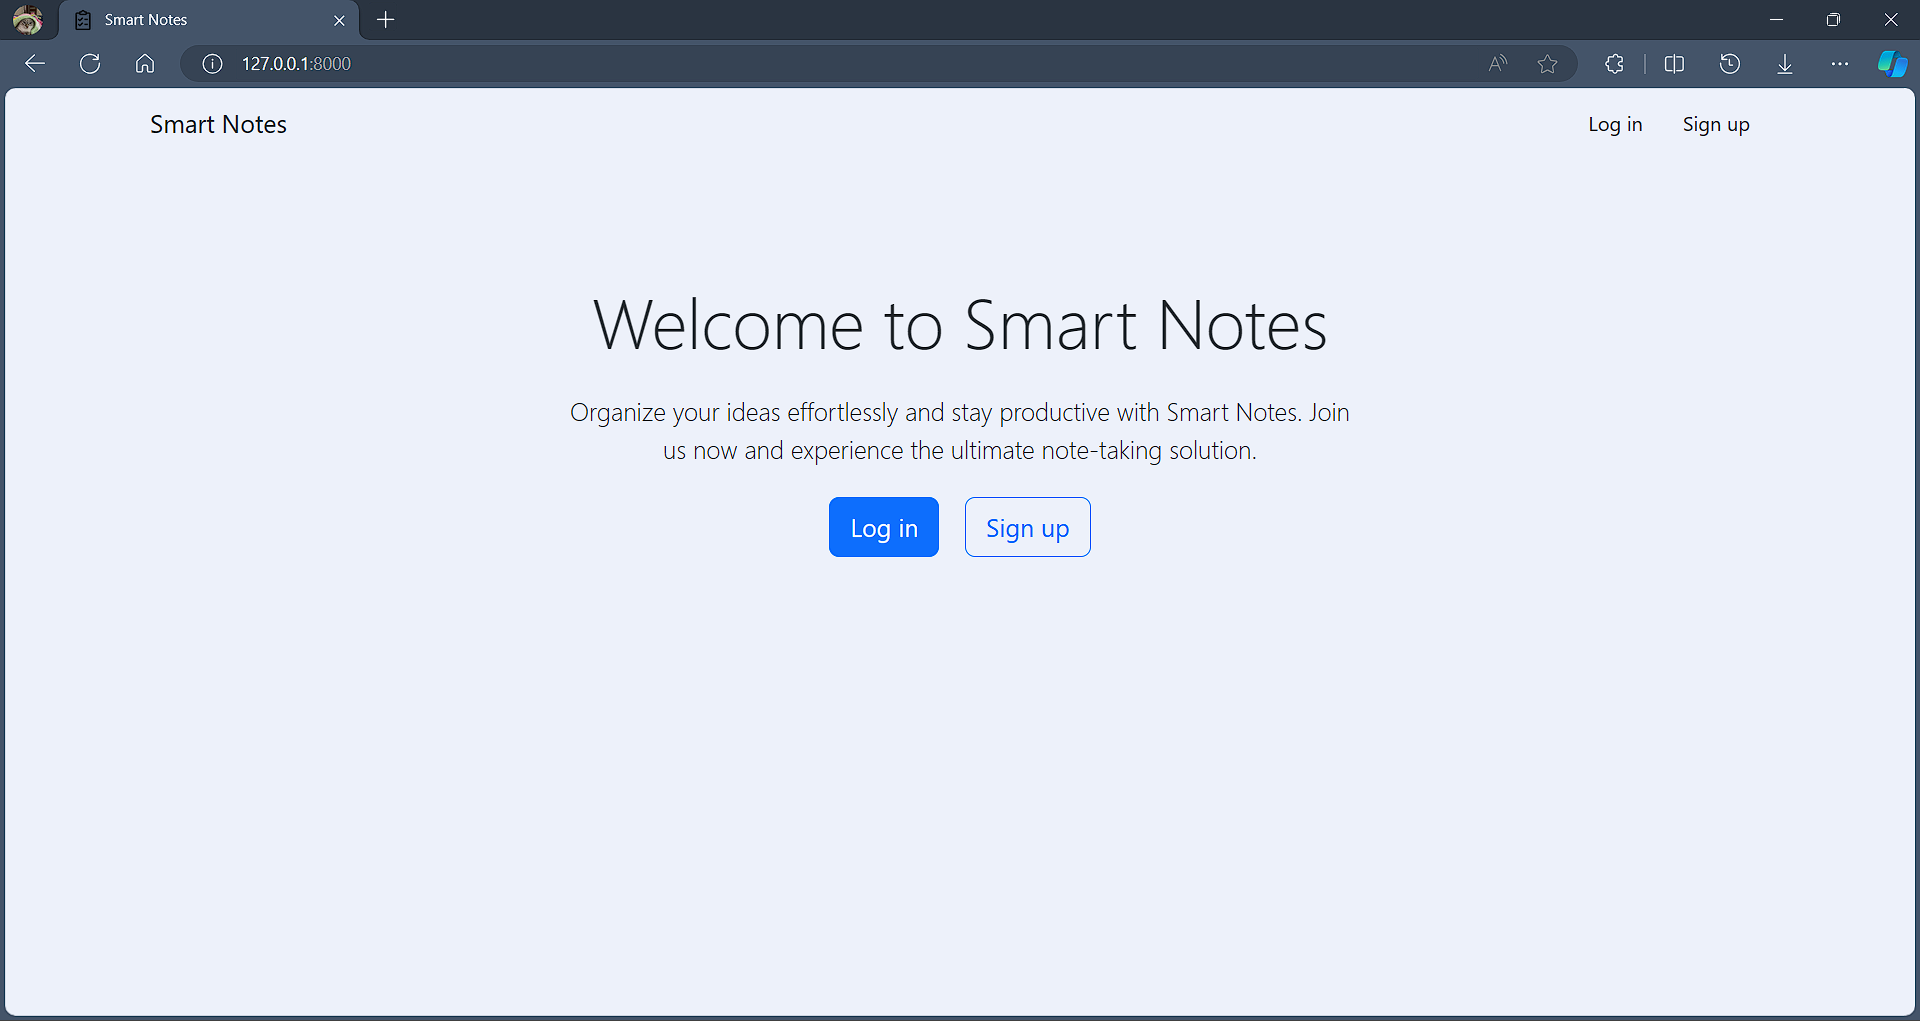 Smart Notes
127.0.0.1:8000
Smart Notes
Log in
Sign up
Welcome to Smart Notes
Organize your ideas effortlessly and stay productive with Smart Notes. Join
us now and experience the ultimate note-taking solution.
Log in
Sign up